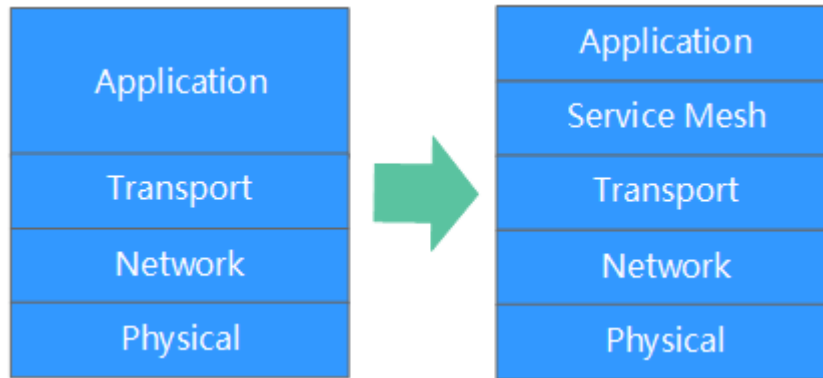 Application
Transport
Network
Physical
Application
Service Mesh
Transport
Network
Physical